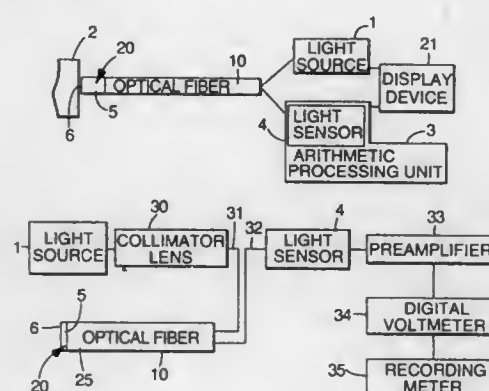 2
20
10
1
21
LIGHT
SOURCE
OPTICAL FIBER
DISPLAY
DEVICE
6
5
4
LIGHT
SENSOR
3
ARITHMETIC
PROCESSING UNIT
30
31
32
4
33
1
LIGHT
SOURCE
COLLIMATOR
LENS
LIGHT
SENSOR
PREAMPLIFIER
5
6
OPTICAL FIBER
34
DIGITAL
VOLTMETER
20
25
10
35
RECORDING
METER